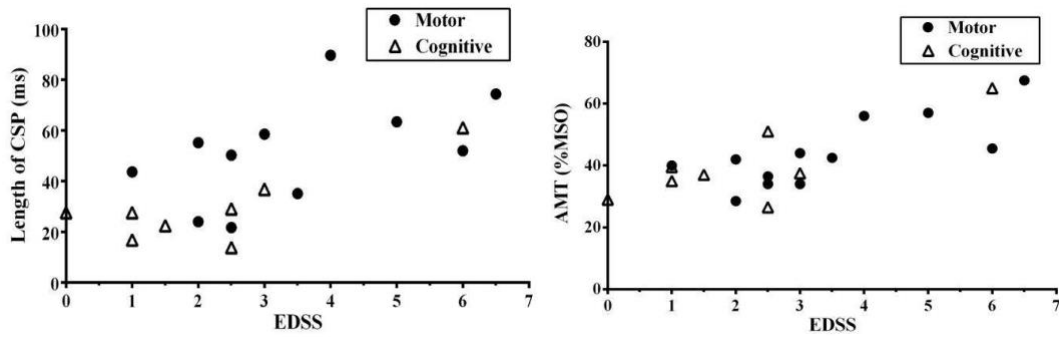 Motor
Cognitive
Length of CSP (ms)
100
80
60
40
20
0
0 1 2 3 4 5 6 7
EDSS
Motor
Cognitive
AMT (%MSO)
80
60
40
20
0
0 1 2 3 4 5 6 7
EDSS